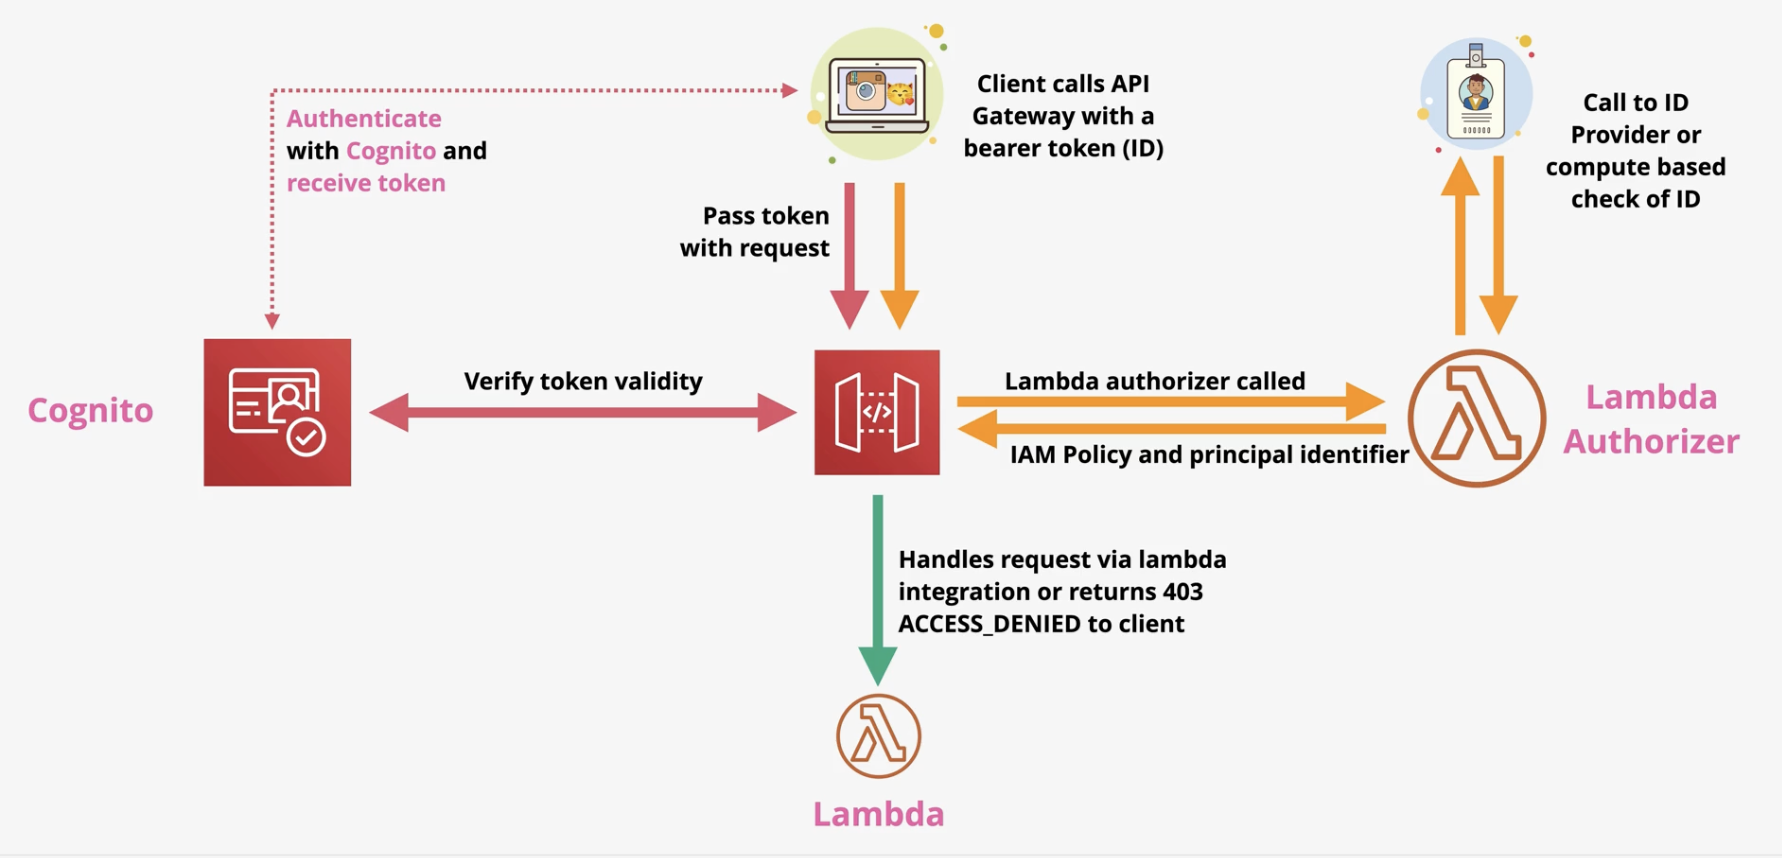 Client calls API
Gateway with a
bearer token (ID)
Call to ID
Provider or
compute based
check of ID
Authenticate
with Cognito and
receive token
Pass token
with request
Cognito
Verify token validity
</>
Lambda authorizer called
IAM Policy and principal identifier
Lambda
Authorizer
Handles request via lambda
integration or returns 403
ACCESS_DENIED to client
Lambda